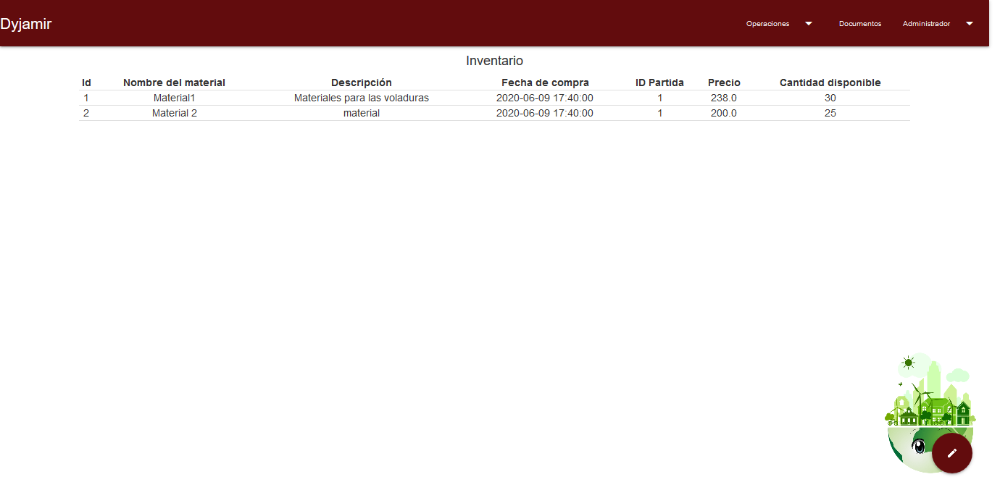 Dyjamir Operaciones Documentos Administrador
Inventario
Id Nombre del material Descripción Fecha de compra ID Partida Precio Cantidad disponible
1 Material1 Materiales para las voladuras 2020-06-09 17:40:00 1 238.0 30
2 Material 2 material 2020-06-09 17:40:00 1 200.0 25